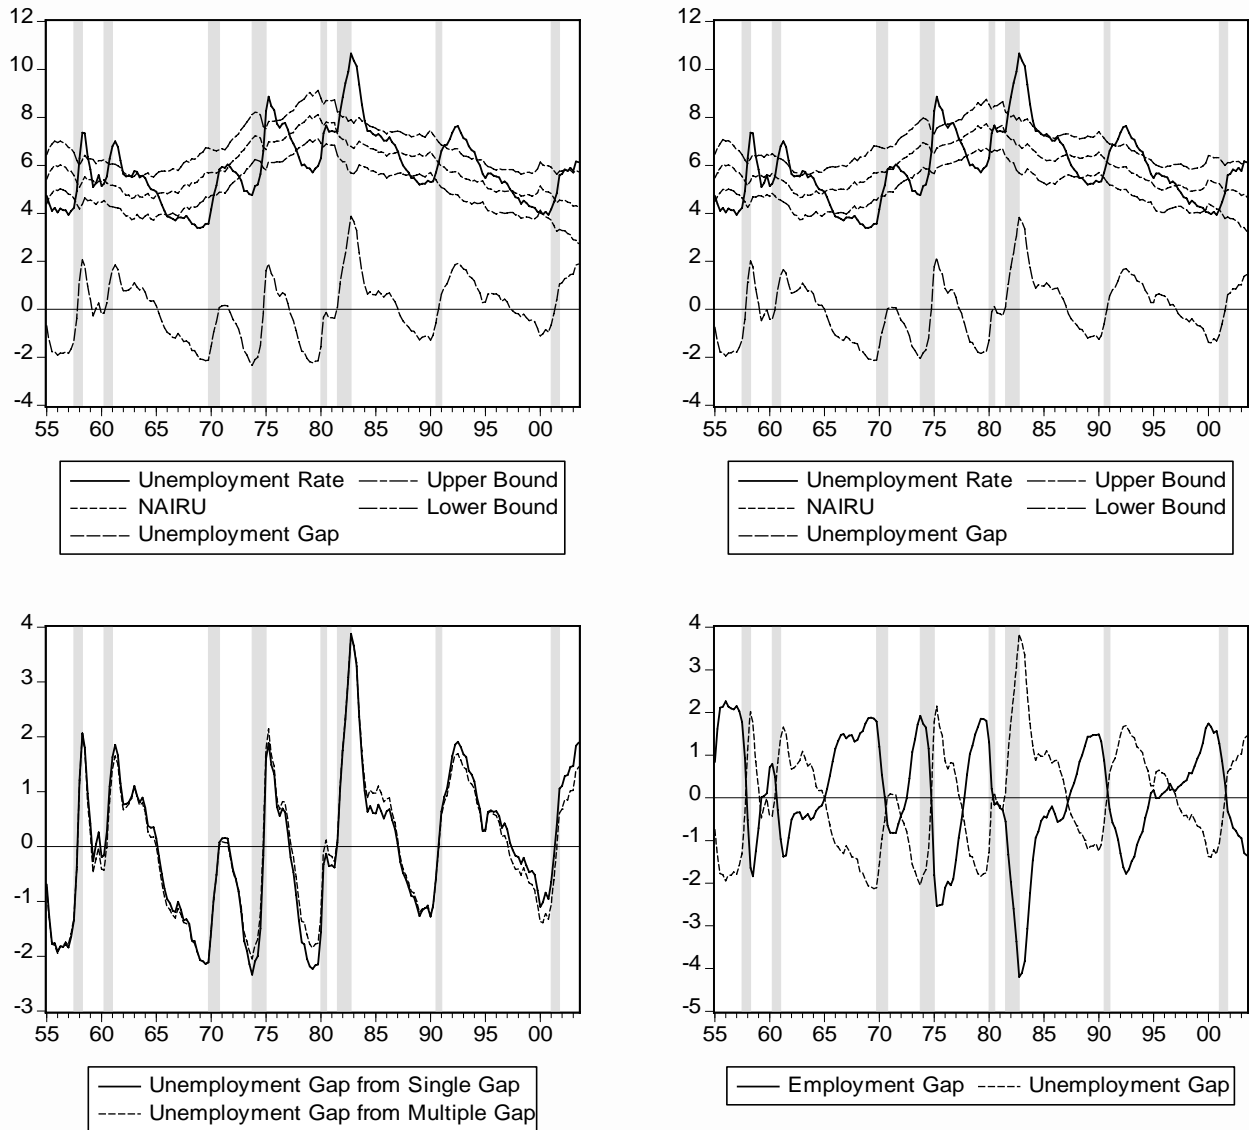 12
10
8
6
4
2
0
-2
-4
55 60 65 70 75 80 85 90 95 00
Unemployment Rate
Upper Bound
NAIRU
Lower Bound
Unemployment Gap
12
10
8
6
4
2
0
-2
-4
55 60 65 70 75 80 85 90 95 00
Unemployment Rate
Upper Bound
NAIRU
Lower Bound
Unemployment Gap
4
3
2
1
0
-1
-2
-3
55 60 65 70 75 80 85 90 95 00
Unemployment Gap from Single Gap
Unemployment Gap from Multiple Gap
4
3
2
1
0
-1
-2
-3
-4
-5
55 60 65 70 75 80 85 90 95 00
Employment Gap
Unemployment Gap